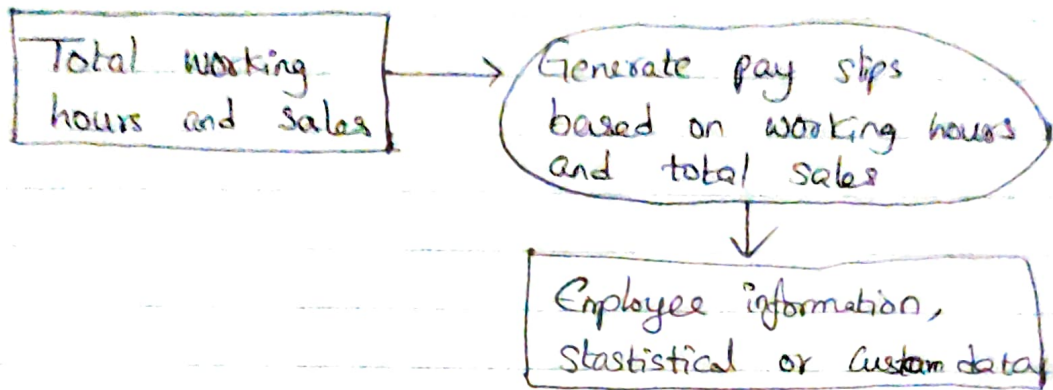 Total working
hours and sales
Generate pay slips
based on working hours
and total sales
Employee information,
Stastistical or Custam data